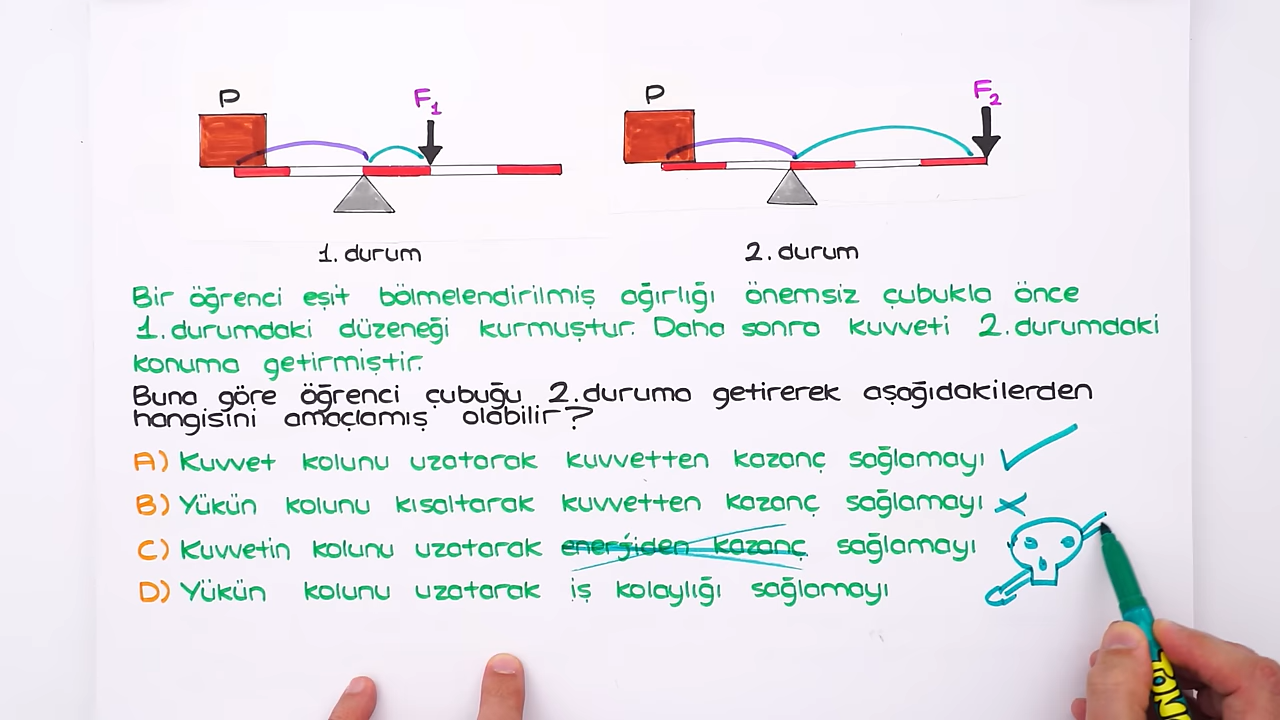 P
F1
P
F2
1. durum
2. durum
Bir öğrenci eşit bölmelendirilmiş ağırlığı önemsiz çubukla önce
1. durumdaki düzeneği kurmuştur. Daha sonra kuvveti 2. durumdaki
konuma getirmiştir.
Buna göre öğrenci çubuğu 2. duruma getirerek aşağıdakilerden
hangisini amaçlamış olabilir?
A) Kuvvet kolunu uzatarak kuvvetten kazanç sağlamayı
B) Yükün kolunu kısaltarak kuvvetten kazanç sağlamayı
C) Kuvvetin kolunu uzatarak enerjiden kazanç sağlamayı
D) Yükün kolunu uzatarak iş kolaylığı sağlamayı